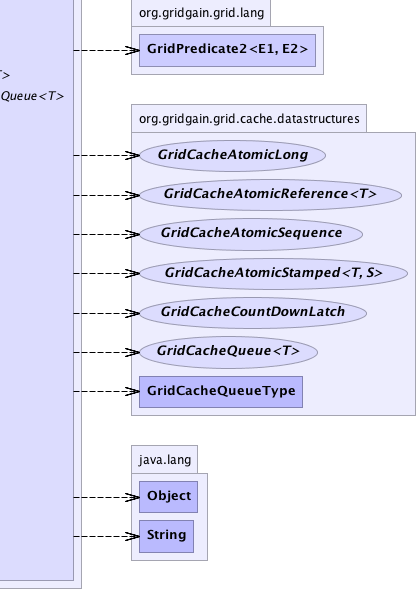 org.gridgain.grid.lang
GridPredicate2<E1, E2>
T>
Queue<T>
org.gridgain.grid.cache.datastructures
GridCacheAtomicLong
GridCacheAtomicReference<T>
GridCacheAtomicSequence
GridCacheAtomicStamped<T, S>
GridCacheCountDownLatch
GridCacheQueue<T>
GridCacheQueueType
java.lang
Object
String